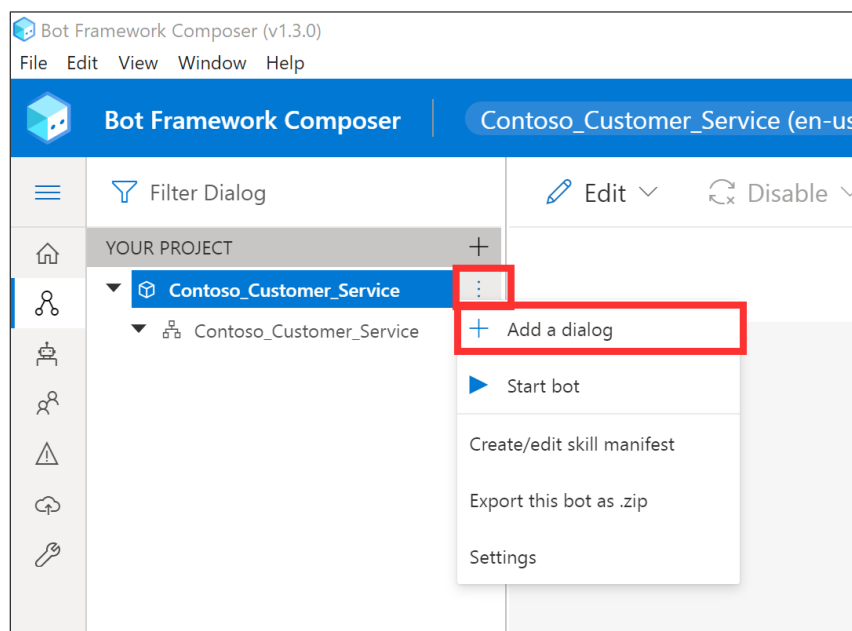 Bot Framework Composer (v1.3.0)
File Edit View Window Help
Bot Framework Composer
Contoso_Customer_Service (en-us
Filter Dialog
Edit
Disable
YOUR PROJECT
Contoso_Customer_Service
Contoso_Customer_Service
Add a dialog
Start bot
Create/edit skill manifest
Export this bot as .zip
Settings